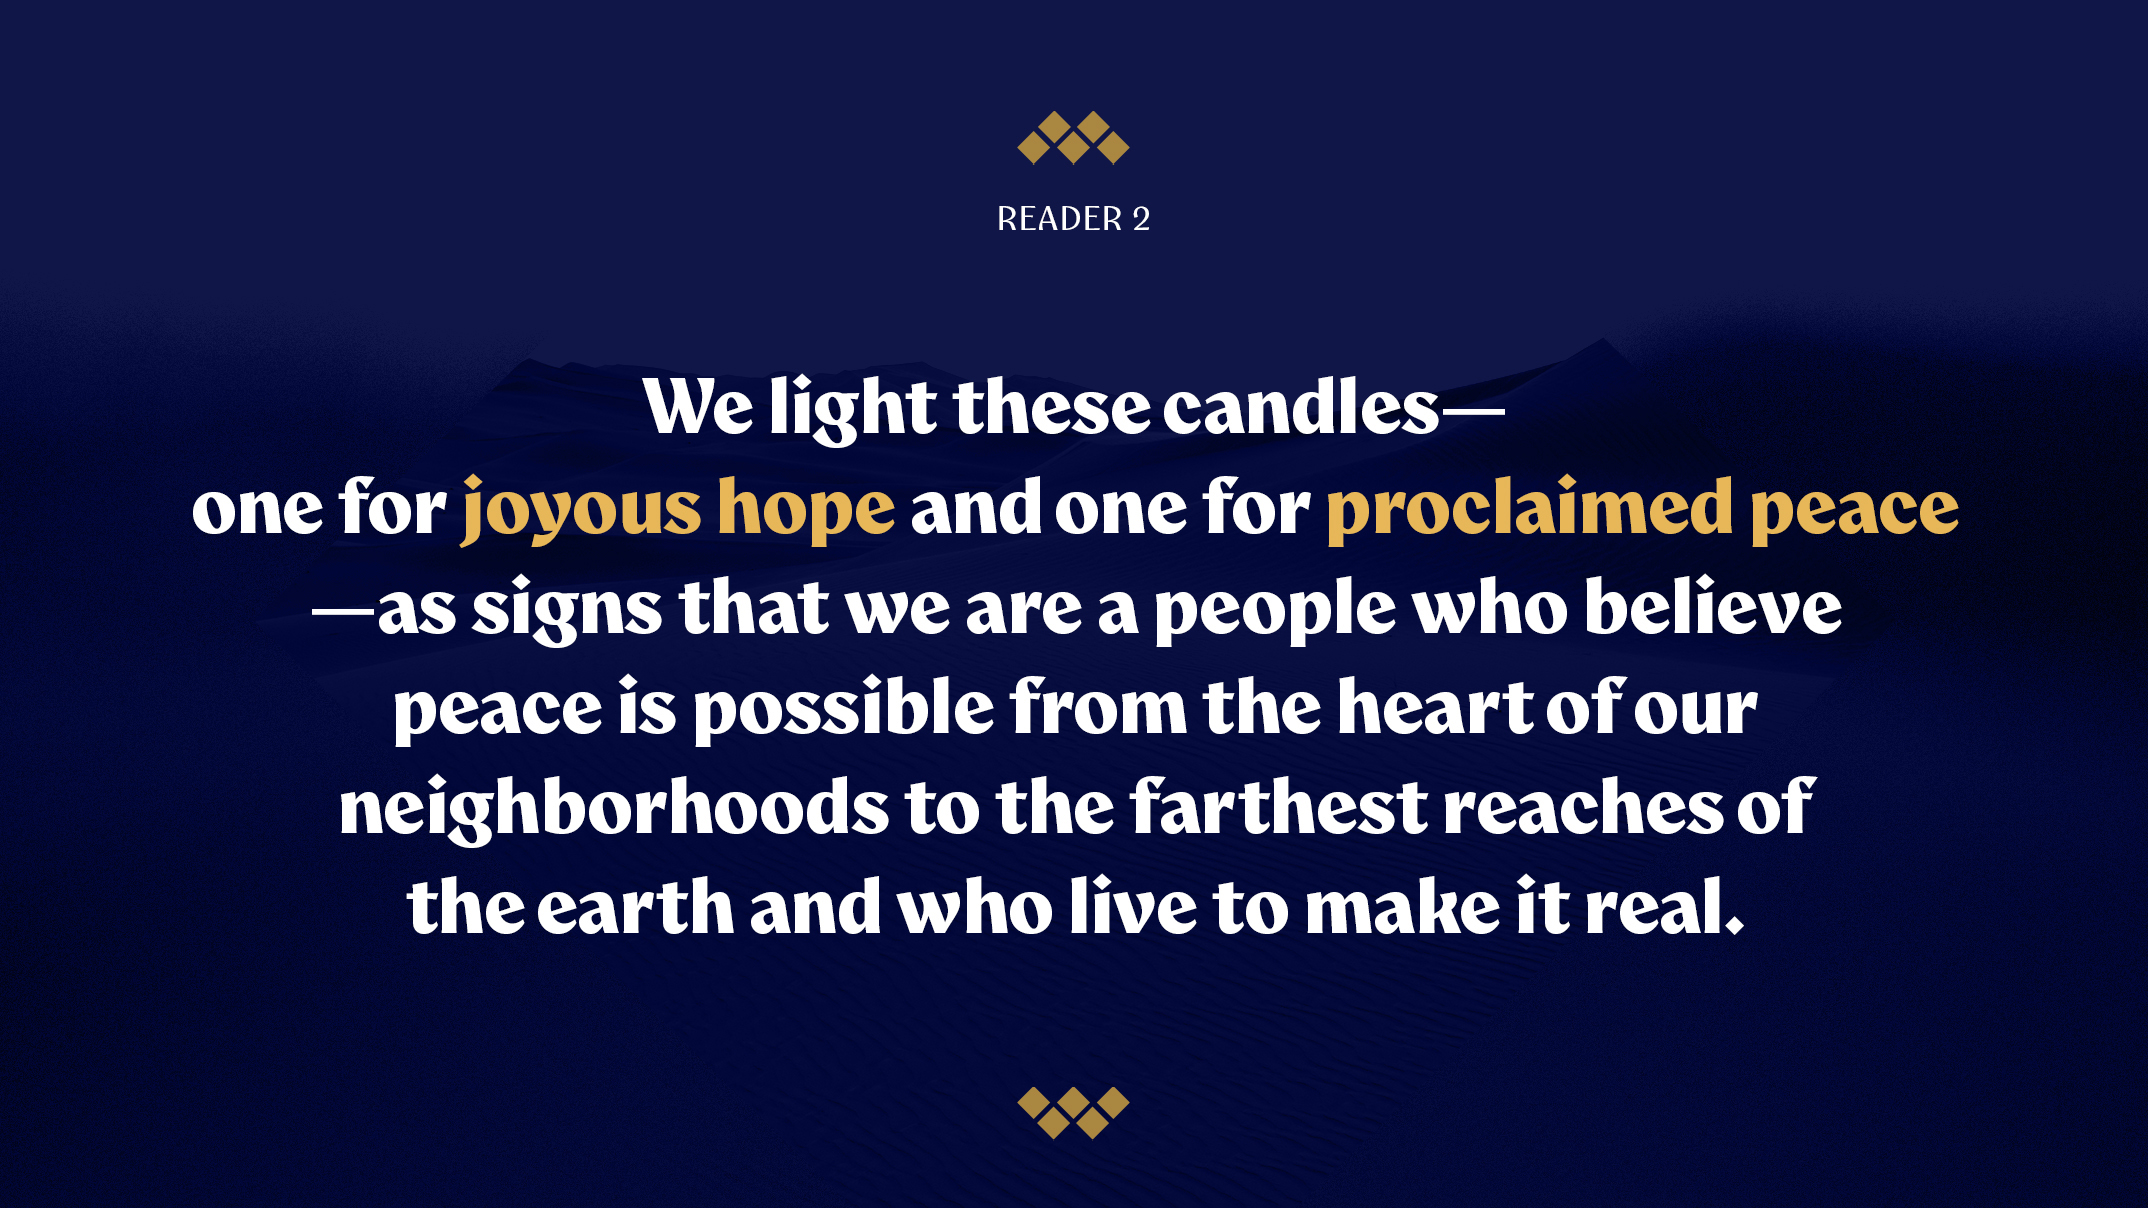 READER 2
We light these candles—
one for joyous hope and one for proclaimed peace
—as signs that we are a people who believe
peace is possible from the heart of our
neighborhoods to the farthest reaches of
the earth and who live to make it real.